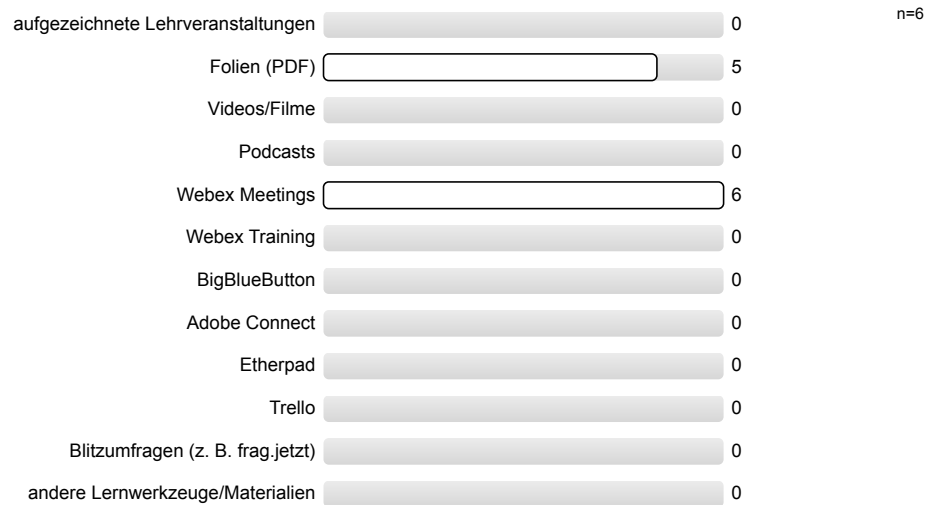 aufgezeichnete Lehrveranstaltungen 0 n=6
Folien (PDF) 5
Videos/Filme 0
Podcasts 0
Webex Meetings 6
Webex Training 0
BigBlueButton 0
Adobe Connect 0
Etherpad 0
Trello 0
Blitzumfragen (z. B. frag.jetzt) 0
andere Lernwerkzeuge/Materialien 0